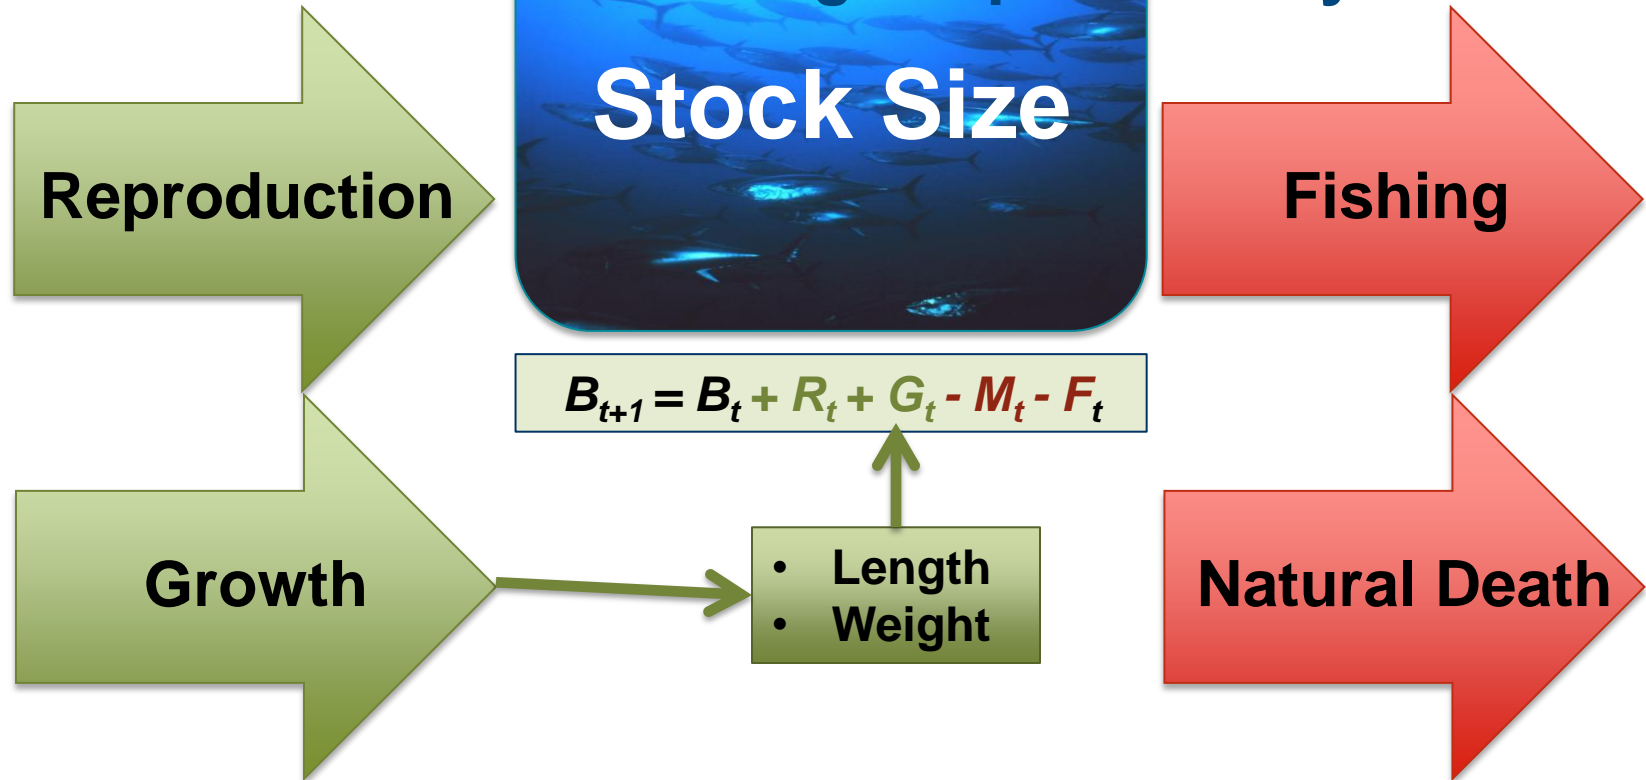 Stock Size
Reproduction
Fishing
B_{t+1} = B_t + R_t + G_t - M_t - F_t
Growth
• Length
• Weight
Natural Death